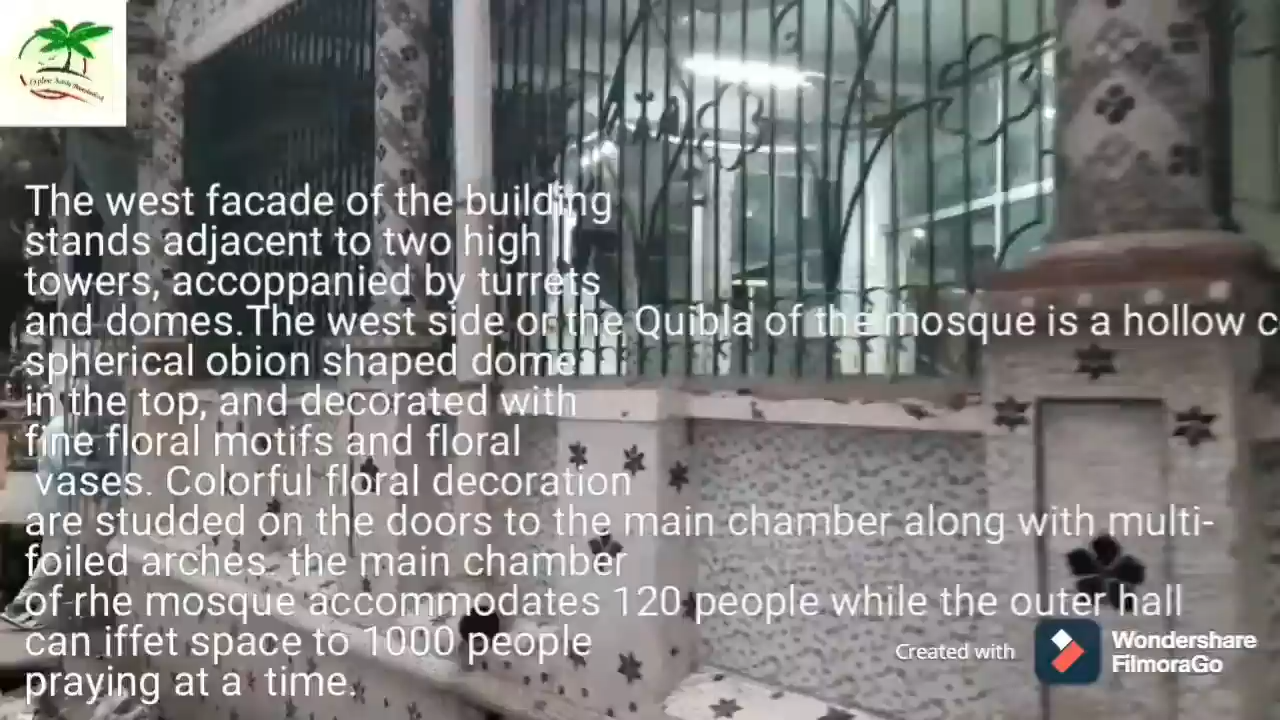 The west facade of the building
stands adjacent to two high
towers, accoppanied by turrets
and domes.The west side or the Quibla of the mosque is a hollow c
spherical obion shaped dome
in the top, and decorated with
fine floral motifs and floral
vases. Colorful floral decoration
are studded on the doors to the main chamber along with multi-
foiled arches. the main chamber
of rhe mosque accommodates 120 people while the outer hall
can iffet space to 1000 people
praying at a time.
Created with
Wondershare
FilmoraGo